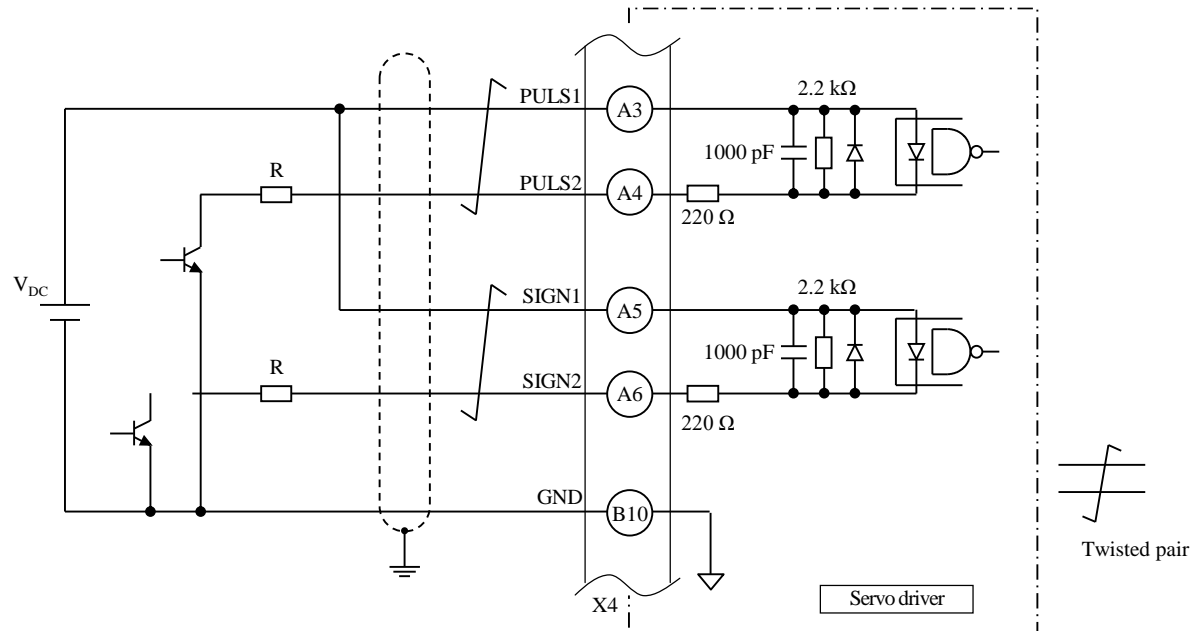 PULS1
A3
2.2 kΩ
1000 pF
R
PULS2
A4
220 Ω
V_DC
SIGN1
A5
2.2 kΩ
1000 pF
R
SIGN2
A6
220 Ω
GND
B10
Twisted pair
X4
Servo driver